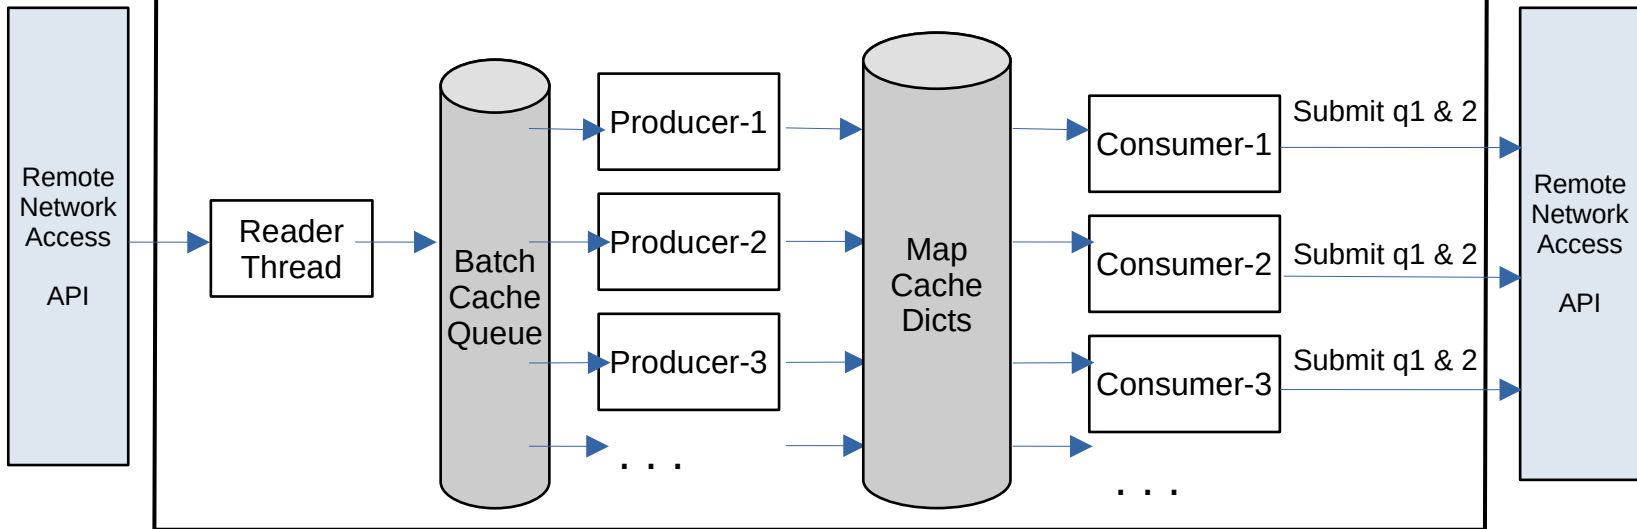 Remote
Network
Access
API
Reader
Thread
Batch
Cache
Queue
Producer-1
Producer-2
Producer-3
. . .
Map
Cache
Dicts
Consumer-1
Consumer-2
Consumer-3
. . .
Submit q1 & 2
Submit q1 & 2
Submit q1 & 2
Remote
Network
Access
API